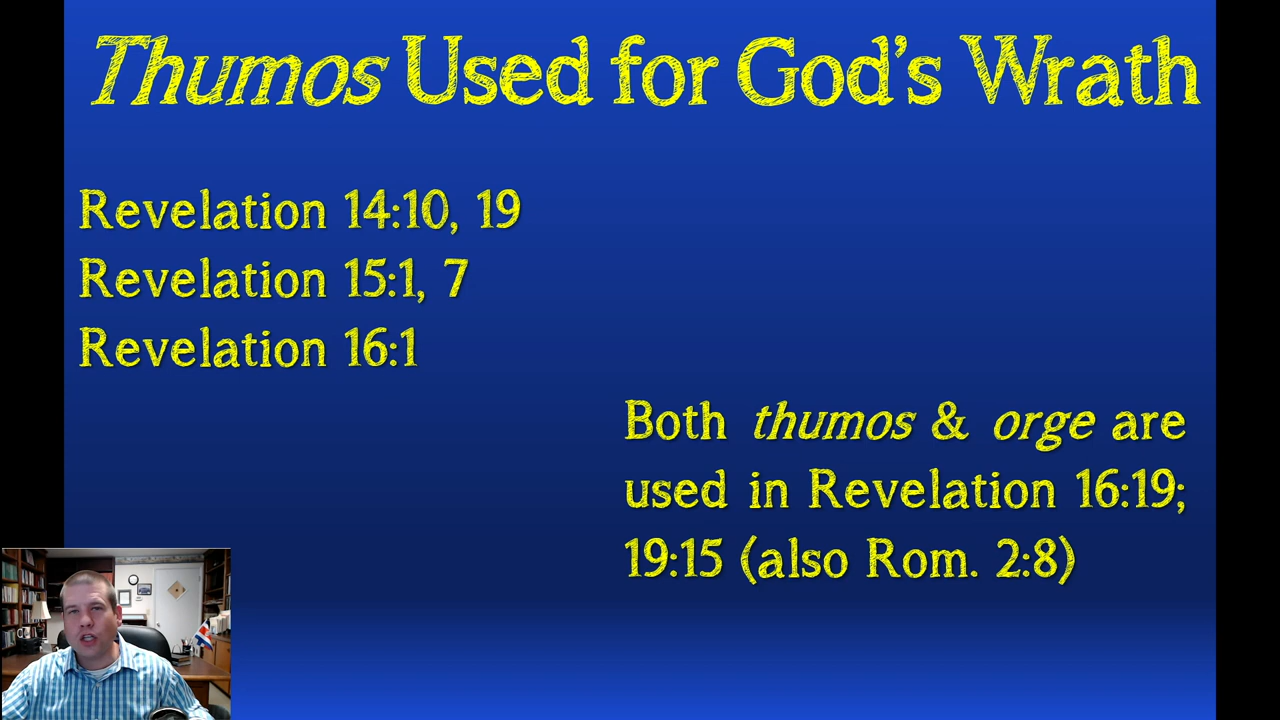 Thumos Used for God's Wrath
Revelation 14:10, 19
Revelation 15:1, 7
Revelation 16:1
Both thumos & orge are
used in Revelation 16:19;
19:15 (also Rom. 2:8)